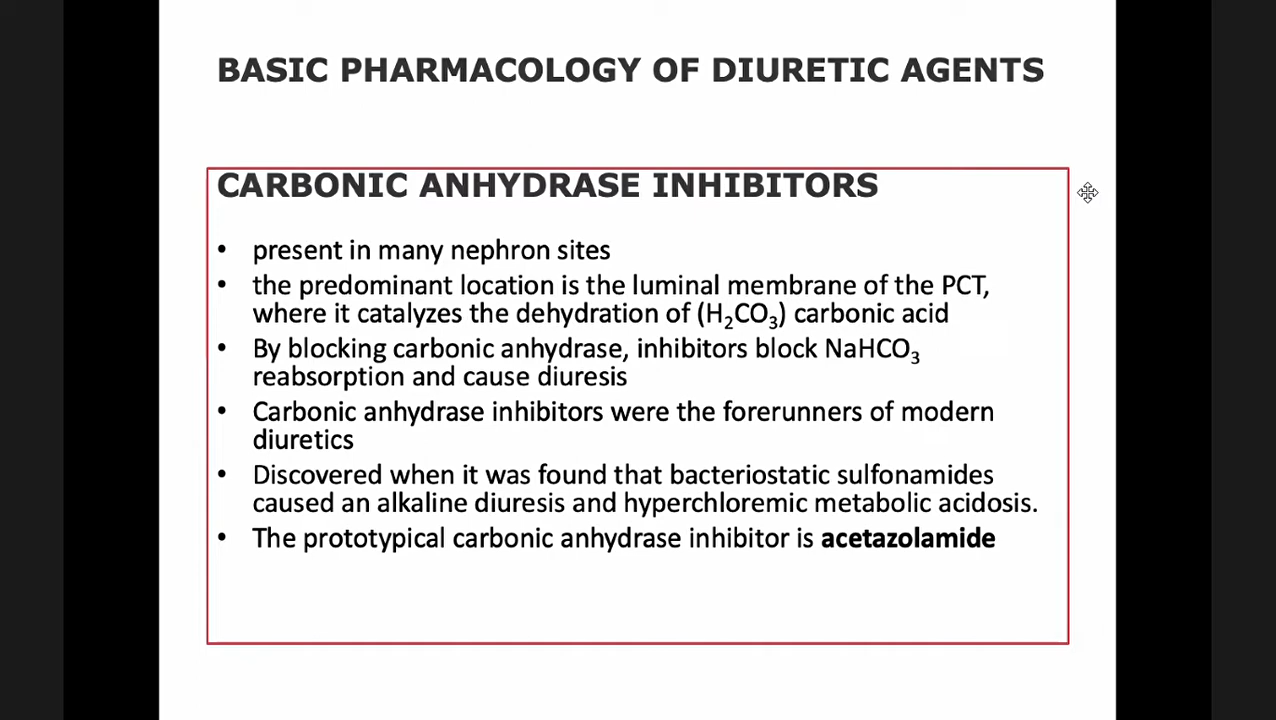 BASIC PHARMACOLOGY OF DIURETIC AGENTS
CARBONIC ANHYDRASE INHIBITORS
• present in many nephron sites
• the predominant location is the luminal membrane of the PCT,
where it catalyzes the dehydration of (H₂CO₃) carbonic acid
• By blocking carbonic anhydrase, inhibitors block NaHCO₃
reabsorption and cause diuresis
• Carbonic anhydrase inhibitors were the forerunners of modern
diuretics
• Discovered when it was found that bacteriostatic sulfonamides
caused an alkaline diuresis and hyperchloremic metabolic acidosis.
• The prototypical carbonic anhydrase inhibitor is acetazolamide